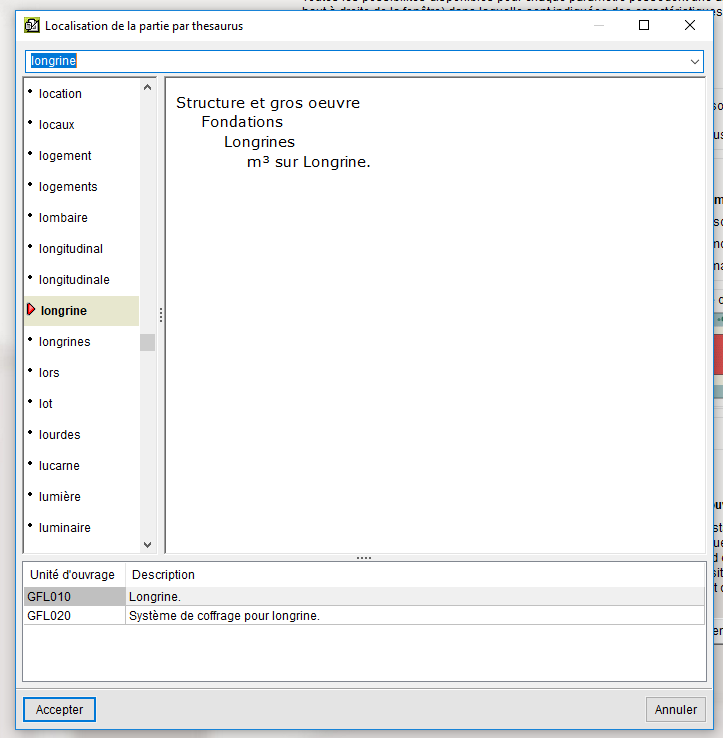 Localisation de la partie par thesaurus
longrine
location
locaux
logement
logements
lombaire
longitudinal
longitudinale
longrine
longrines
lors
lot
lourdes
lucarne
lumière
luminaire
Structure et gros oeuvre
Fondations
Longrines
m³ sur Longrine.
Unité d'ouvrage Description
GFL010 Longrine.
GFL020 Système de coffrage pour longrine.
Accepter Annuler